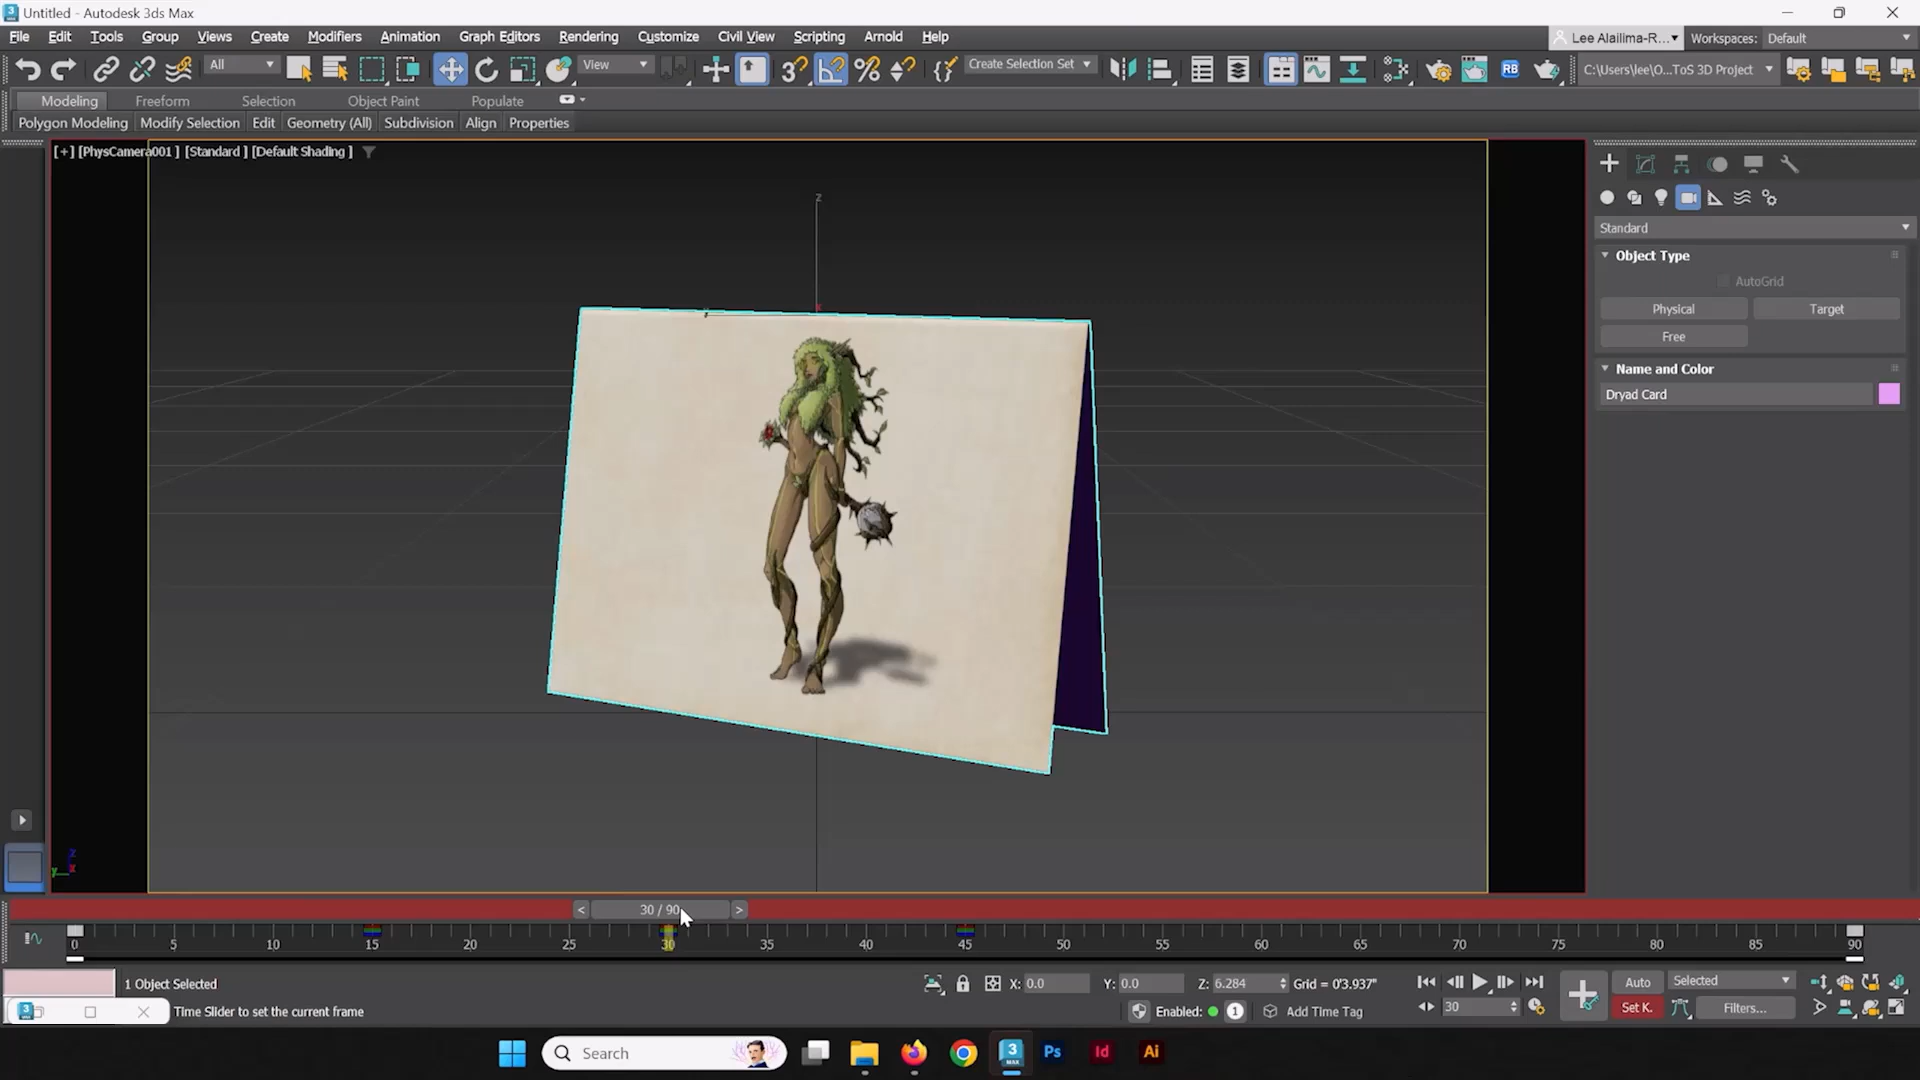 Untitled - Autodesk 3ds Max
File Edit Tools Group Views Create Modifiers Animation Graph Editors Rendering Customize Civil View Scripting Arnold Help
Lee Alailima-R... Workspaces: Default
All View Create Selection Set RB C:\Users\lee\O...ToS 3D Project
Modeling Freeform Selection Object Paint Populate
Polygon Modeling Modify Selection Edit Geometry (All) Subdivision Align Properties
[+] [PhysCamera001 ] [Standard ] [Default Shading ]
z
Standard
Object Type
AutoGrid
Physical Target
Free
Name and Color
Dryad Card
z
y x
< 30 / 90 >
0 5 10 15 20 25 30 35 40 45 50 55 60 65 70 75 80 85 90
1 Object Selected X: 0.0 Y: 0.0 Z: 6.284 Grid = 0'3.937" Auto Selected
Time Slider to set the current frame Enabled: 1 Add Time Tag 30 Set K. Filters...
Search 3 MAX Ps Id Ai